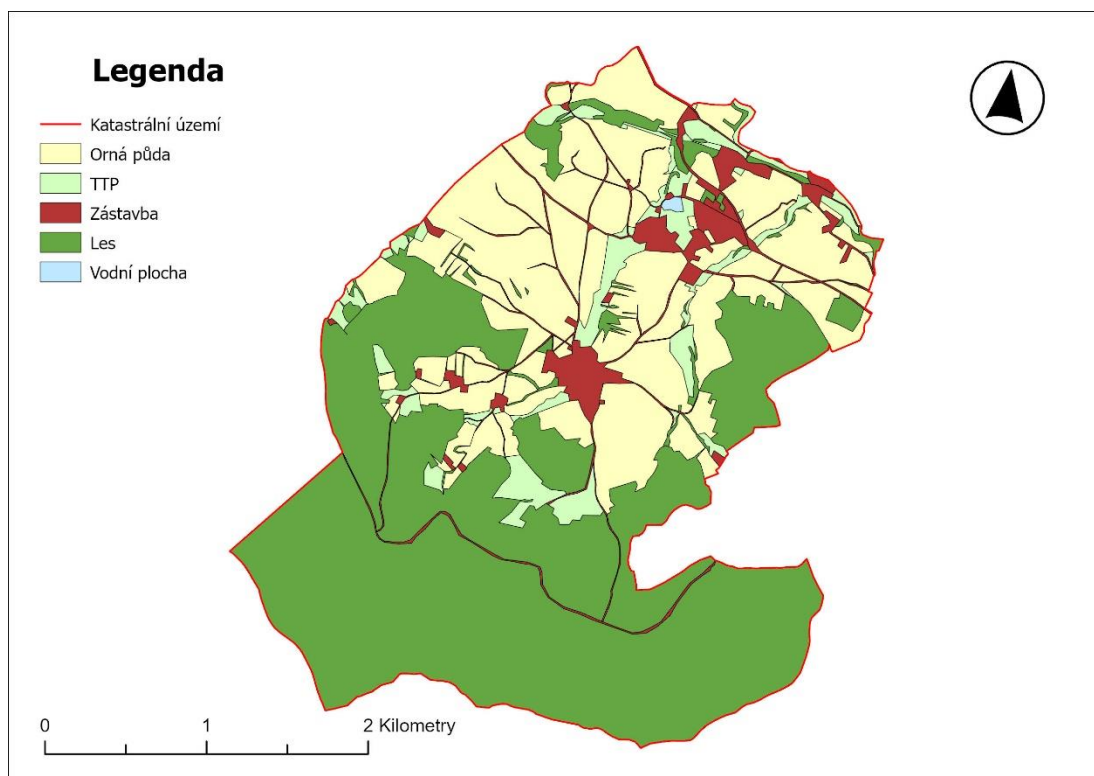 Legenda
Katastrální území
Orná půda
TTP
Zástavba
Les
Vodní plocha
0 1 2 Kilometry